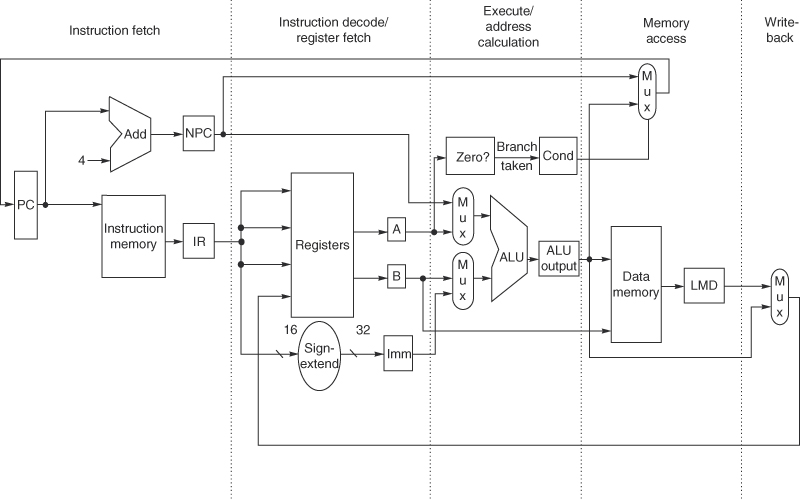 Instruction fetch
Instruction decode/
register fetch
Execute/
address
calculation
Memory
access
Write-
back
M
u
x
Add
NPC
4
Zero?
Branch
taken
Cond
PC
Instruction
memory
IR
Registers
A
B
M
u
x
M
u
x
ALU
ALU
output
Data
memory
LMD
M
u
x
16
Sign-
extend
32
Imm